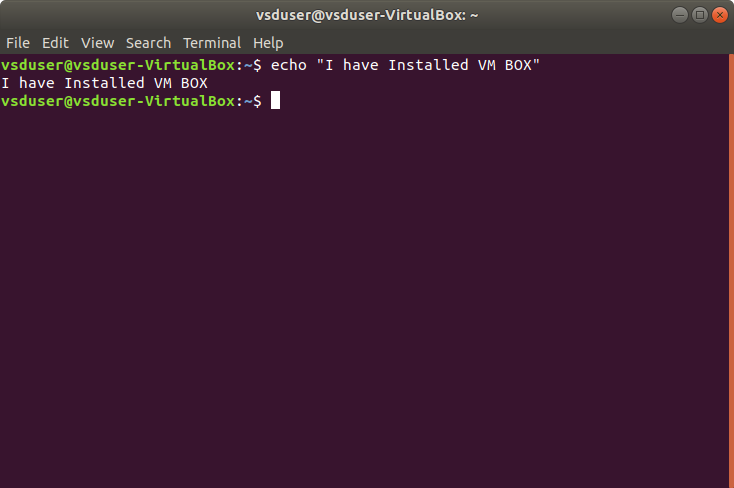 vsduser@vsduser-VirtualBox: ~
File Edit View Search Terminal Help
vsduser@vsduser-VirtualBox:~$ echo "I have Installed VM BOX"
I have Installed VM BOX
vsduser@vsduser-VirtualBox:~$